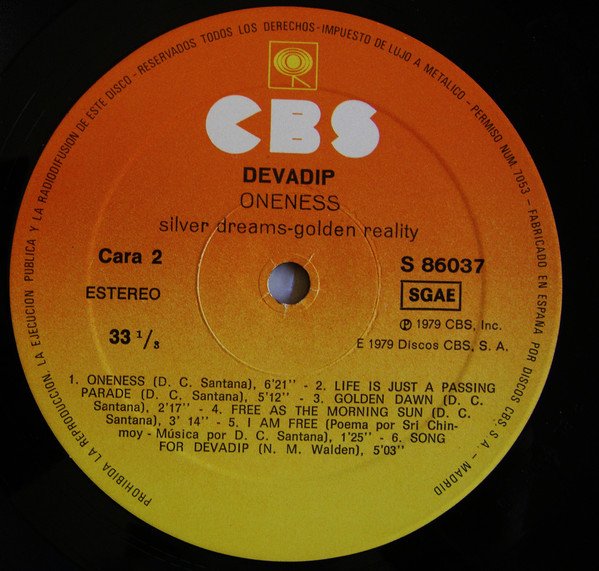 PROHIBIDA LA REPRODUCCION, LA EJECUCION PUBLICA Y LA RADIODIFUSION DE ESTE DISCO - RESERVADOS TODOS LOS DERECHOS - IMPUESTO DE LUJO A METALICO - PERMISO NUM. 7053 - FABRICADO EN ESPAÑA POR DISCOS CBS, S. A. - MADRID
CBS
DEVADIP
ONENESS
silver dreams-golden reality
Cara 2
S 86037
ESTEREO
SGAE
33 1/3
Ⓟ 1979 CBS, Inc.
E 1979 Discos CBS, S. A.
1. ONENESS (D. C. Santana), 6'21'' - 2. LIFE IS JUST A PASSING
PARADE (D. C. Santana), 5'12'' - 3. GOLDEN DAWN (D. C.
Santana), 2'17'' - 4. FREE AS THE MORNING SUN (D. C.
Santana), 3' 14'' - 5. I AM FREE (Poema por Sri Chin-
moy - Música por D. C. Santana), 1'25'' - 6. SONG
FOR DEVADIP (N. M. Walden), 5'03''